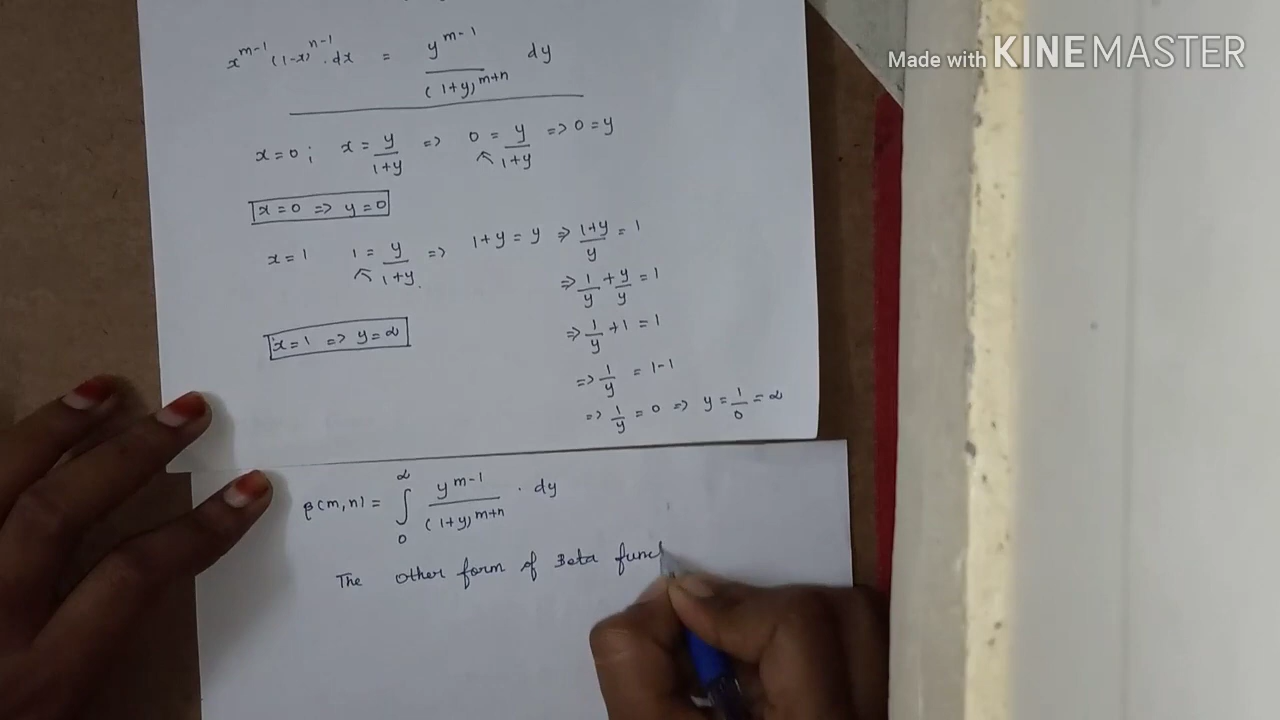 Made with KINEMASTER
x^{m-1} (1-x)^{n-1} . dx = y^{m-1} / (1+y)^{m+n} dy
x=0; x = y/(1+y) => 0 = y/(1+y) => 0 = y
x=0 => y=0
x=1 1 = y/(1+y) => 1+y = y => (1+y)/y = 1
=> 1/y + y/y = 1
=> 1/y + 1 = 1
x=1 => y=∞
=> 1/y = 1-1
=> 1/y = 0 => y = 1/0 = ∞
β(m,n) = ∫_0^∞ y^{m-1} / (1+y)^{m+n} . dy
The other form of Beta func